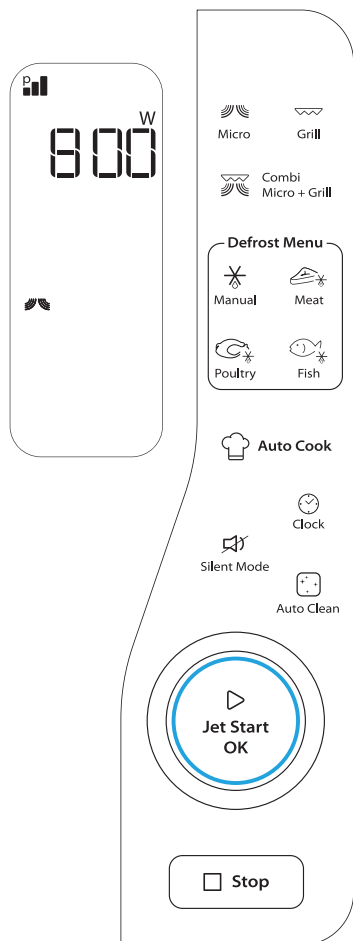 P
W
800
Micro
Grill
Combi
Micro + Grill
Defrost Menu
Manual
Meat
Poultry
Fish
Auto Cook
Clock
Silent Mode
Auto Clean
Jet Start
OK
Stop